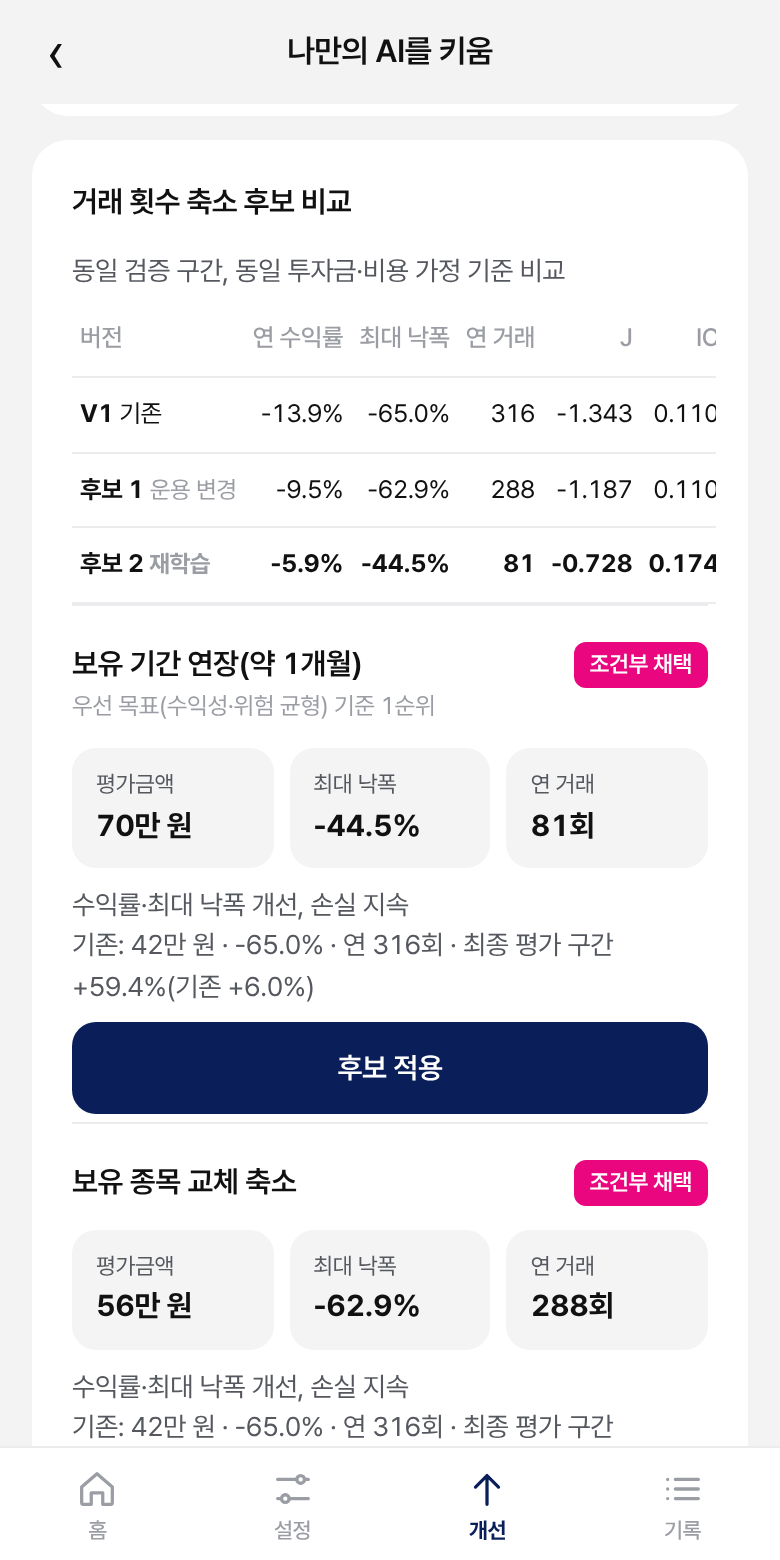 나만의 AI를 키움
거래 횟수 축소 후보 비교
동일 검증 구간, 동일 투자금·비용 가정 기준 비교
버전 연 수익률 최대 낙폭 연 거래 J IC
V1 기존 -13.9% -65.0% 316 -1.343 0.110
후보 1 운용 변경 -9.5% -62.9% 288 -1.187 0.110
후보 2 재학습 -5.9% -44.5% 81 -0.728 0.174
보유 기간 연장(약 1개월) 조건부 채택
우선 목표(수익성·위험 균형) 기준 1순위
평가금액 최대 낙폭 연 거래
70만 원 -44.5% 81회
수익률·최대 낙폭 개선, 손실 지속
기존: 42만 원 · -65.0% · 연 316회 · 최종 평가 구간
+59.4%(기존 +6.0%)
후보 적용
보유 종목 교체 축소 조건부 채택
평가금액 최대 낙폭 연 거래
56만 원 -62.9% 288회
수익률·최대 낙폭 개선, 손실 지속
기존: 42만 원 · -65.0% · 연 316회 · 최종 평가 구간
홈 설정 개선 기록